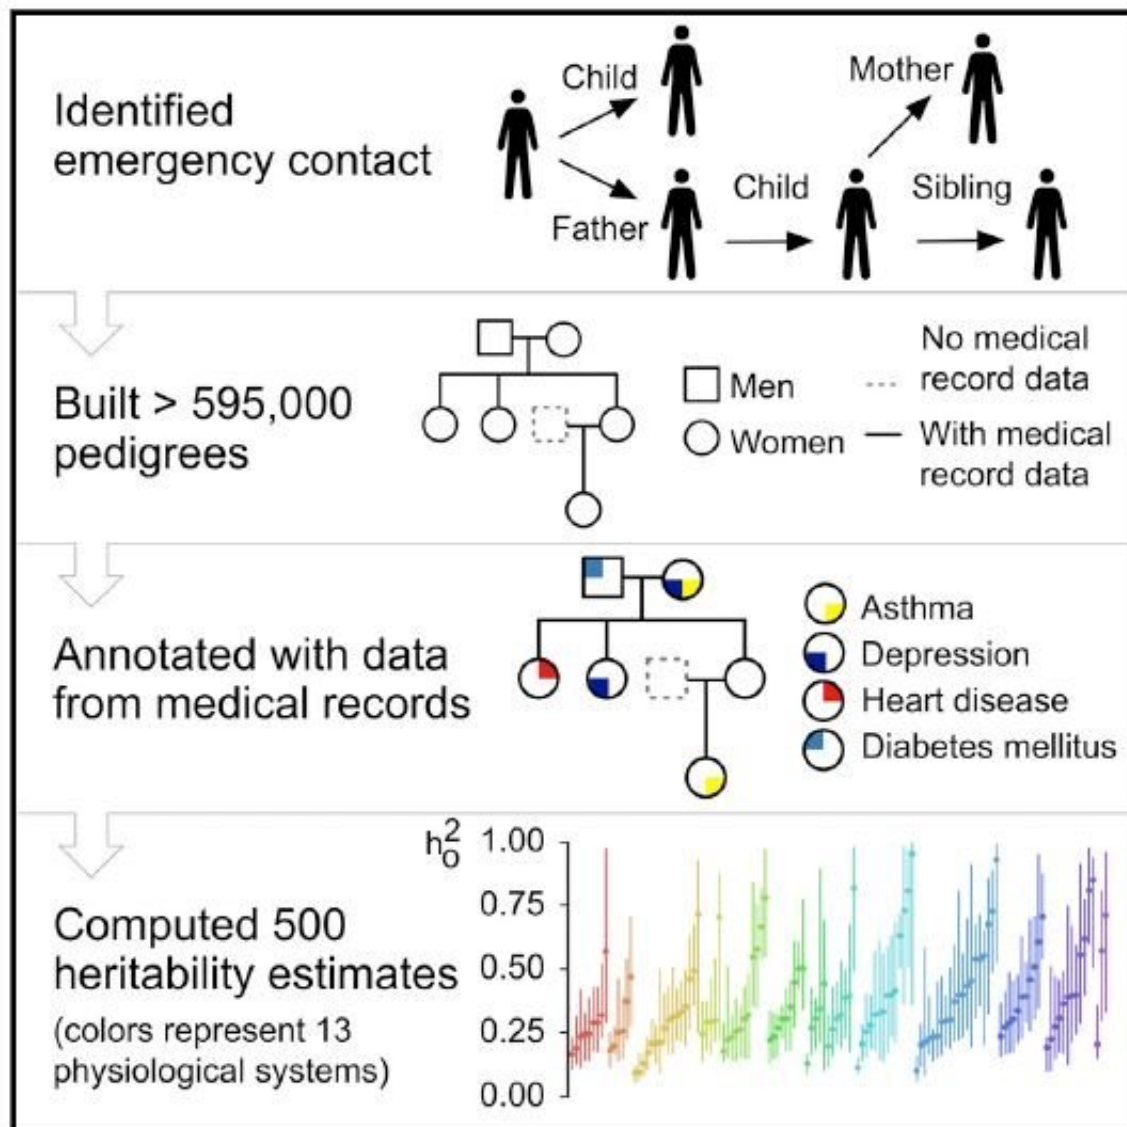 Identified
emergency contact
Child
Father
Child
Mother
Sibling
Built > 595,000
pedigrees
Men
Women
No medical
record data
With medical
record data
Annotated with data
from medical records
Asthma
Depression
Heart disease
Diabetes mellitus
Computed 500
heritability estimates
(colors represent 13
physiological systems)
h²o
1.00
0.75
0.50
0.25
0.00